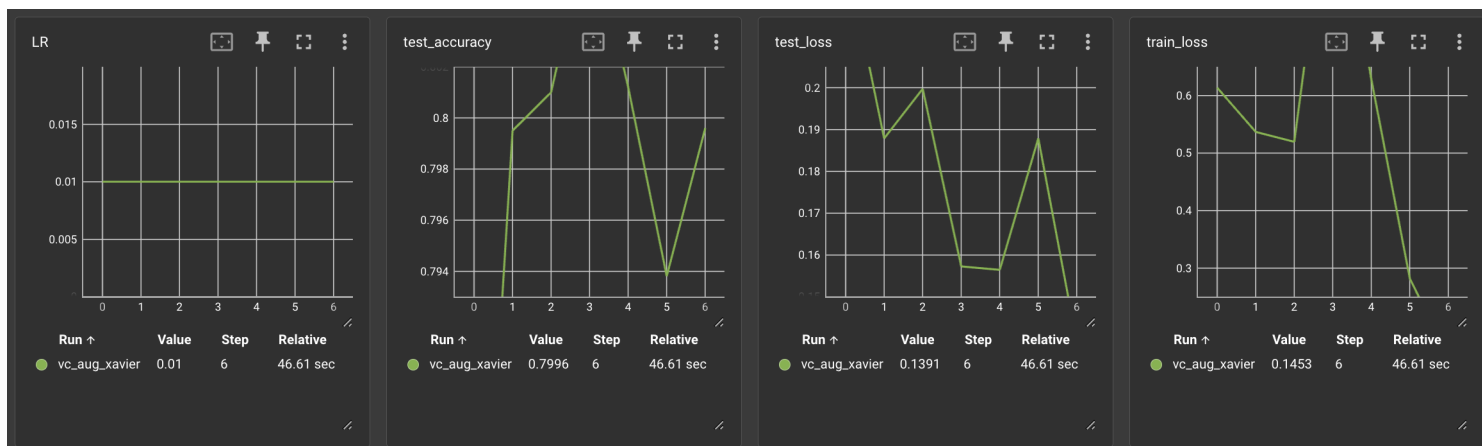 LR
0.015
0.01
0.005
0
0 1 2 3 4 5 6
Run ↑ Value Step Relative
vc_aug_xavier 0.01 6 46.61 sec
test_accuracy
0.802
0.8
0.798
0.796
0.794
0 1 2 3 4 5 6
Run ↑ Value Step Relative
vc_aug_xavier 0.7996 6 46.61 sec
test_loss
0.2
0.19
0.18
0.17
0.16
0.15
0 1 2 3 4 5 6
Run ↑ Value Step Relative
vc_aug_xavier 0.1391 6 46.61 sec
train_loss
0.6
0.5
0.4
0.3
0 1 2 3 4 5 6
Run ↑ Value Step Relative
vc_aug_xavier 0.1453 6 46.61 sec